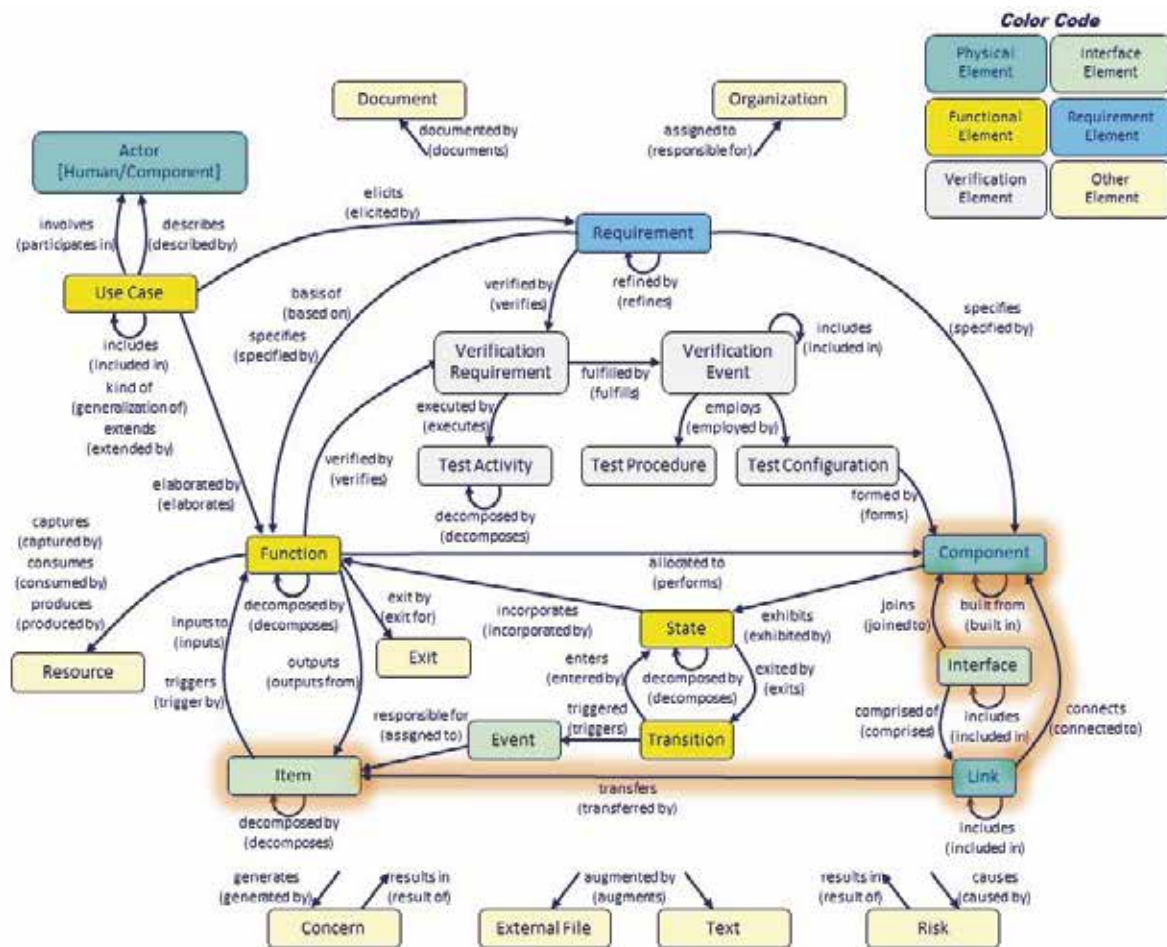 Color Code
Physical
Element
Interface
Element
Functional
Element
Requirement
Element
Verification
Element
Other
Element
Document
Organization
documented by
(documents)
assigned to
(responsible for)
Actor
[Human/Component]
elicits
(elicited by)
involves
(participates in)
describes
(described by)
Requirement
Use Case
basis of
(based on)
verified by
(verifies)
refined by
(refines)
specifies
(specified by)
specifies
(specified by)
includes
(included in)
kind of
(generalization of)
extends
(extended by)
Verification
Requirement
fulfilled by
(fulfills)
Verification
Event
includes
(included in)
executed by
(executes)
employs
(employed by)
verified by
(verifies)
Test Activity
Test Procedure
Test Configuration
elaborated by
(elaborates)
decomposed by
(decomposes)
formed by
(forms)
captures
(captured by)
consumes
(consumed by)
produces
(produced by)
Function
Component
allocated to
(performs)
decomposed by
(decomposes)
exit by
(exit for)
incorporates
(incorporated by)
exhibits
(exhibited by)
joins
(joined to)
built from
(built in)
inputs to
(inputs)
outputs
(outputs from)
State
Resource
Exit
Interface
enters
(entered by)
decomposed by
(decomposes)
exited by
(exits)
triggers
(trigger by)
responsible for
(assigned to)
triggered
(triggers)
comprised of
(comprises)
includes
(included in)
connects
(connected to)
Event
Transition
Item
Link
transfers
(transferred by)
decomposed by
(decomposes)
includes
(included in)
generates
(generated by)
results in
(result of)
augmented by
(augments)
results in
(result of)
causes
(caused by)
Concern
External File
Text
Risk